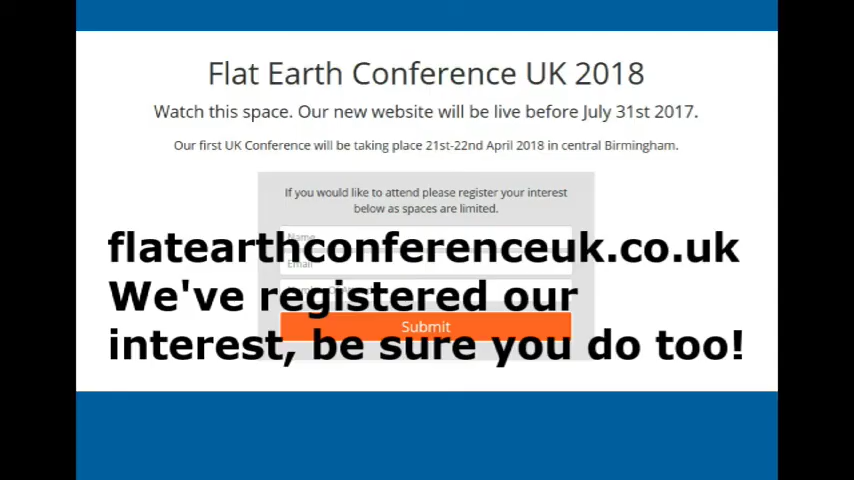 Flat Earth Conference UK 2018
Watch this space. Our new website will be live before July 31st 2017.
Our first UK Conference will be taking place 21st-22nd April 2018 in central Birmingham.
If you would like to attend please register your interest
below as spaces are limited.
Name
flatearthconferenceuk.co.uk
Email
We've registered our
Submit
interest, be sure you do too!